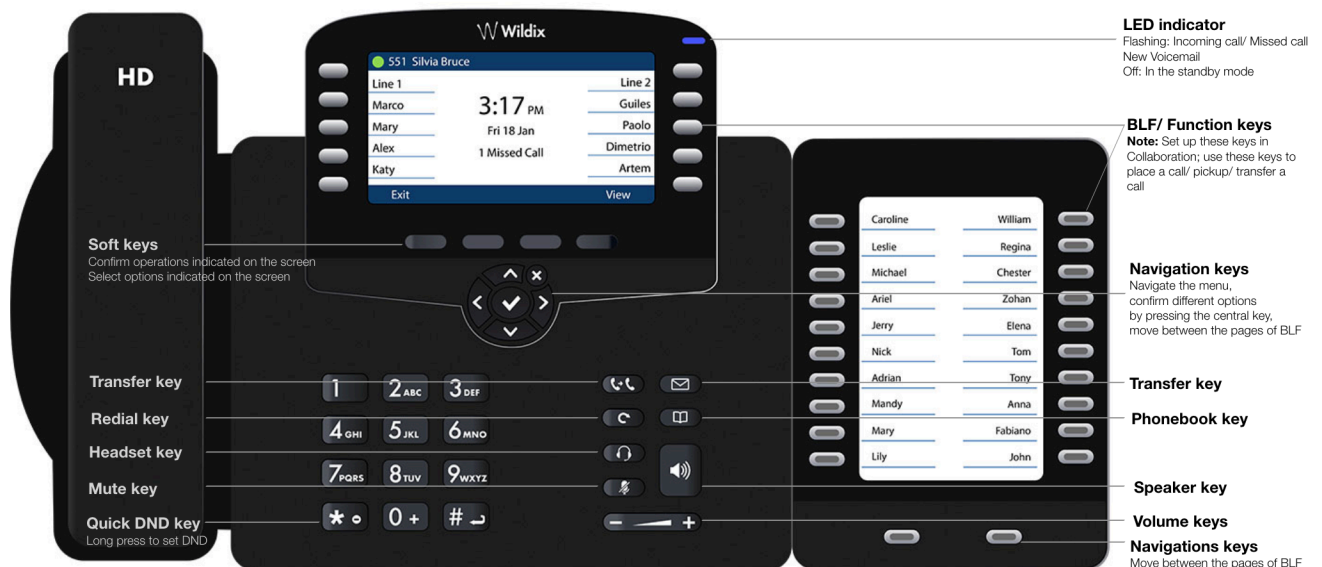 HD
Wildix
551 Silvia Bruce
Line 1
Marco
Mary
Alex
Katy
3:17 PM
Fri 18 Jan
1 Missed Call
Line 2
Guiles
Paolo
Dimetrio
Artem
Exit
View
LED indicator
Flashing: Incoming call/ Missed call
New Voicemail
Off: In the standby mode
BLF/ Function keys
Note: Set up these keys in
Collaboration; use these keys to
place a call/ pickup/ transfer a
call
Soft keys
Confirm operations indicated on the screen
Select options indicated on the screen
Caroline William
Leslie Regina
Michael Chester
Ariel Zohan
Jerry Elena
Nick Tom
Adrian Tony
Mandy Anna
Mary Fabiano
Lily John
Navigation keys
Navigate the menu,
confirm different options
by pressing the central key,
move between the pages of BLF
Transfer key
Redial key
Headset key
Mute key
Quick DND key
Long press to set DND
1 2 ABC 3 DEF
4 GHI 5 JKL 6 MNO
7 PQRS 8 TUV 9 WXYZ
* 0 + #
- +
Transfer key
Phonebook key
Speaker key
Volume keys
Navigations keys
Move between the pages of BLF